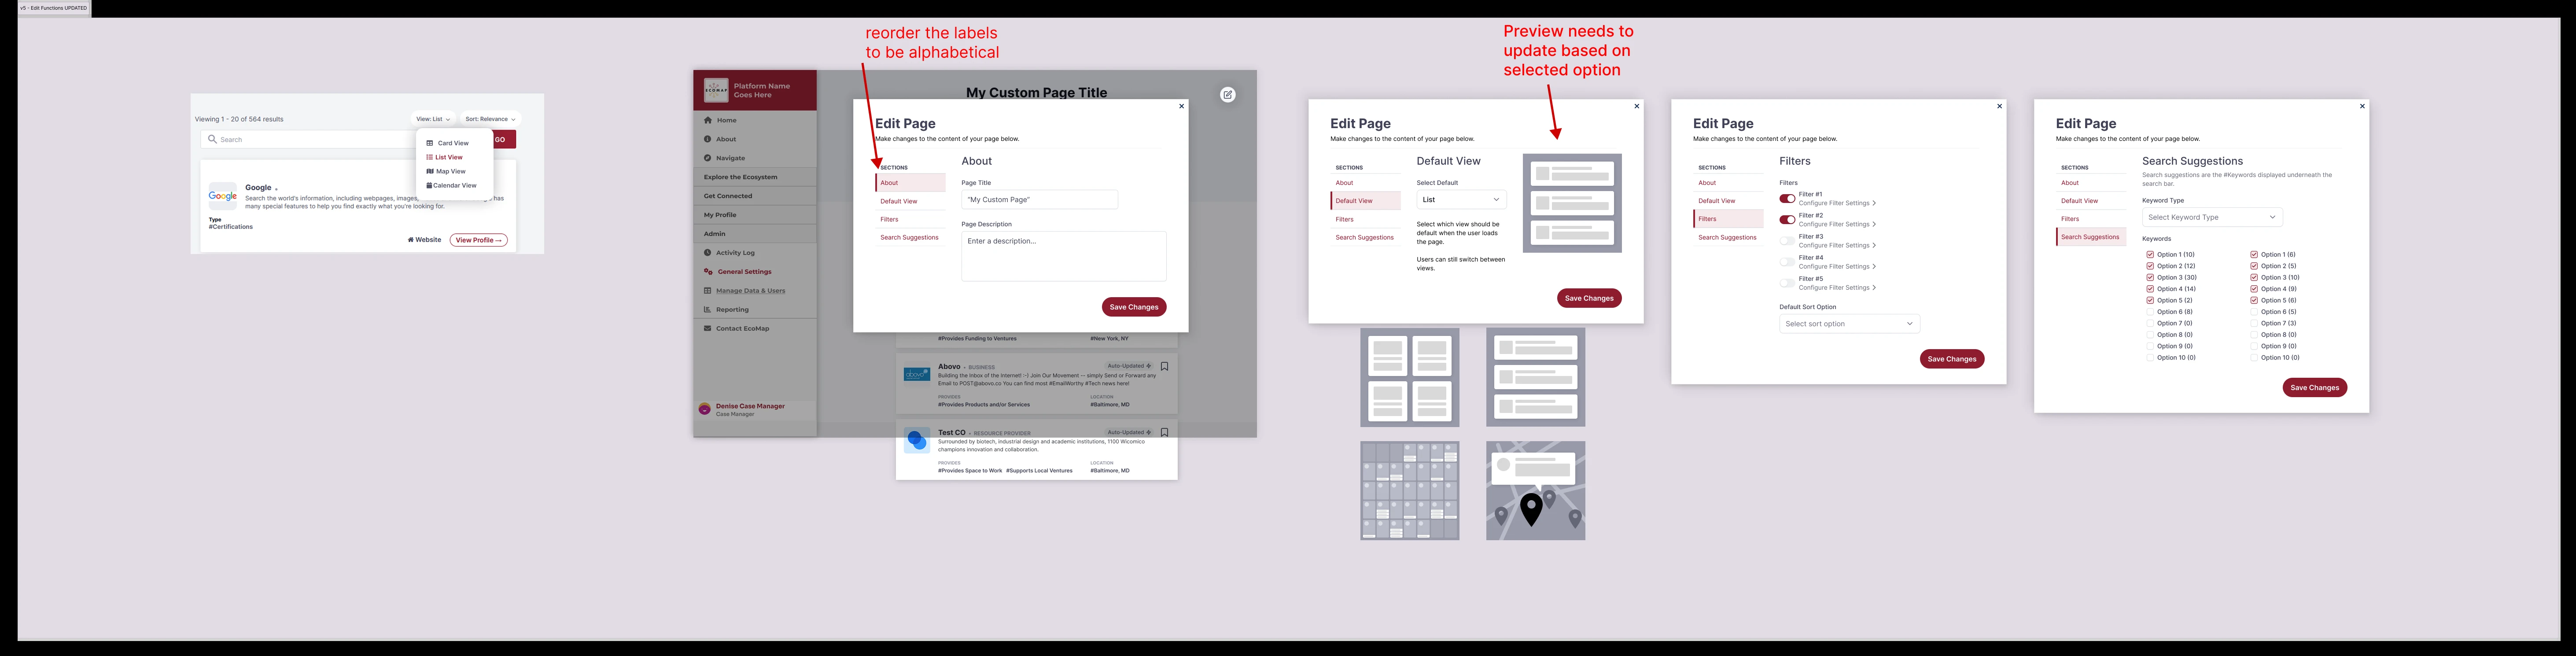 v5 - Edit Functions UPDATED
Viewing 1 - 20 of 564 results
View: List
Sort: Relevance
Search
GO
Card View
List View
Map View
Calendar View
Google
Google
Search the world's information, including webpages, images,
has
many special features to help you find exactly what you're looking for.
Type
#Certifications
Website
View Profile →
reorder the labels
to be alphabetical
ECOMAP
Platform Name
Goes Here
Home
About
Navigate
Explore the Ecosystem
Get Connected
My Profile
Admin
Activity Log
General Settings
Manage Data & Users
Reporting
Contact EcoMap
Denise Case Manager
Case Manager
My Custom Page Title
Edit Page
Make changes to the content of your page below.
SECTIONS
About
Default View
Filters
Search Suggestions
About
Page Title
"My Custom Page"
Page Description
Enter a description...
Save Changes
#Provides Funding to Ventures
#New York, NY
abovo
Abovo • BUSINESS
Auto-Updated
Building the inbox of the internet! :-) Join Our Movement -- simply Send or Forward any
Email to POST@abovo.co You can find most #EmailWorthy #Tech news here!
PROVIDES
LOCATION
#Provides Products and/or Services
#Baltimore, MD
Test CO • RESOURCE PROVIDER
Auto-Updated
Surrounded by biotech, industrial design and academic institutions, 1100 Wicomico
champions innovation and collaboration.
PROVIDES
LOCATION
#Provides Space to Work #Supports Local Ventures
#Baltimore, MD
Preview needs to
update based on
selected option
Edit Page
Make changes to the content of your page below.
SECTIONS
About
Default View
Filters
Search Suggestions
Default View
Select Default
List
Select which view should be
default when the user loads
the page.
Users can still switch between
views.
Save Changes
Edit Page
Make changes to the content of your page below.
SECTIONS
About
Default View
Filters
Search Suggestions
Filters
Filters
Filter #1
Configure Filter Settings
Filter #2
Configure Filter Settings
Filter #3
Configure Filter Settings
Filter #4
Configure Filter Settings
Filter #5
Configure Filter Settings
Default Sort Option
Select sort option
Save Changes
Edit Page
Make changes to the content of your page below.
SECTIONS
About
Default View
Filters
Search Suggestions
Search Suggestions
Search suggestions are the #Keywords displayed underneath the
search bar.
Keyword Type
Select Keyword Type
Keywords
Option 1 (10)
Option 2 (12)
Option 3 (30)
Option 4 (14)
Option 5 (2)
Option 6 (8)
Option 7 (0)
Option 8 (0)
Option 9 (0)
Option 10 (0)
Option 1 (6)
Option 2 (5)
Option 3 (10)
Option 4 (9)
Option 5 (6)
Option 6 (5)
Option 7 (3)
Option 8 (0)
Option 9 (0)
Option 10 (0)
Save Changes